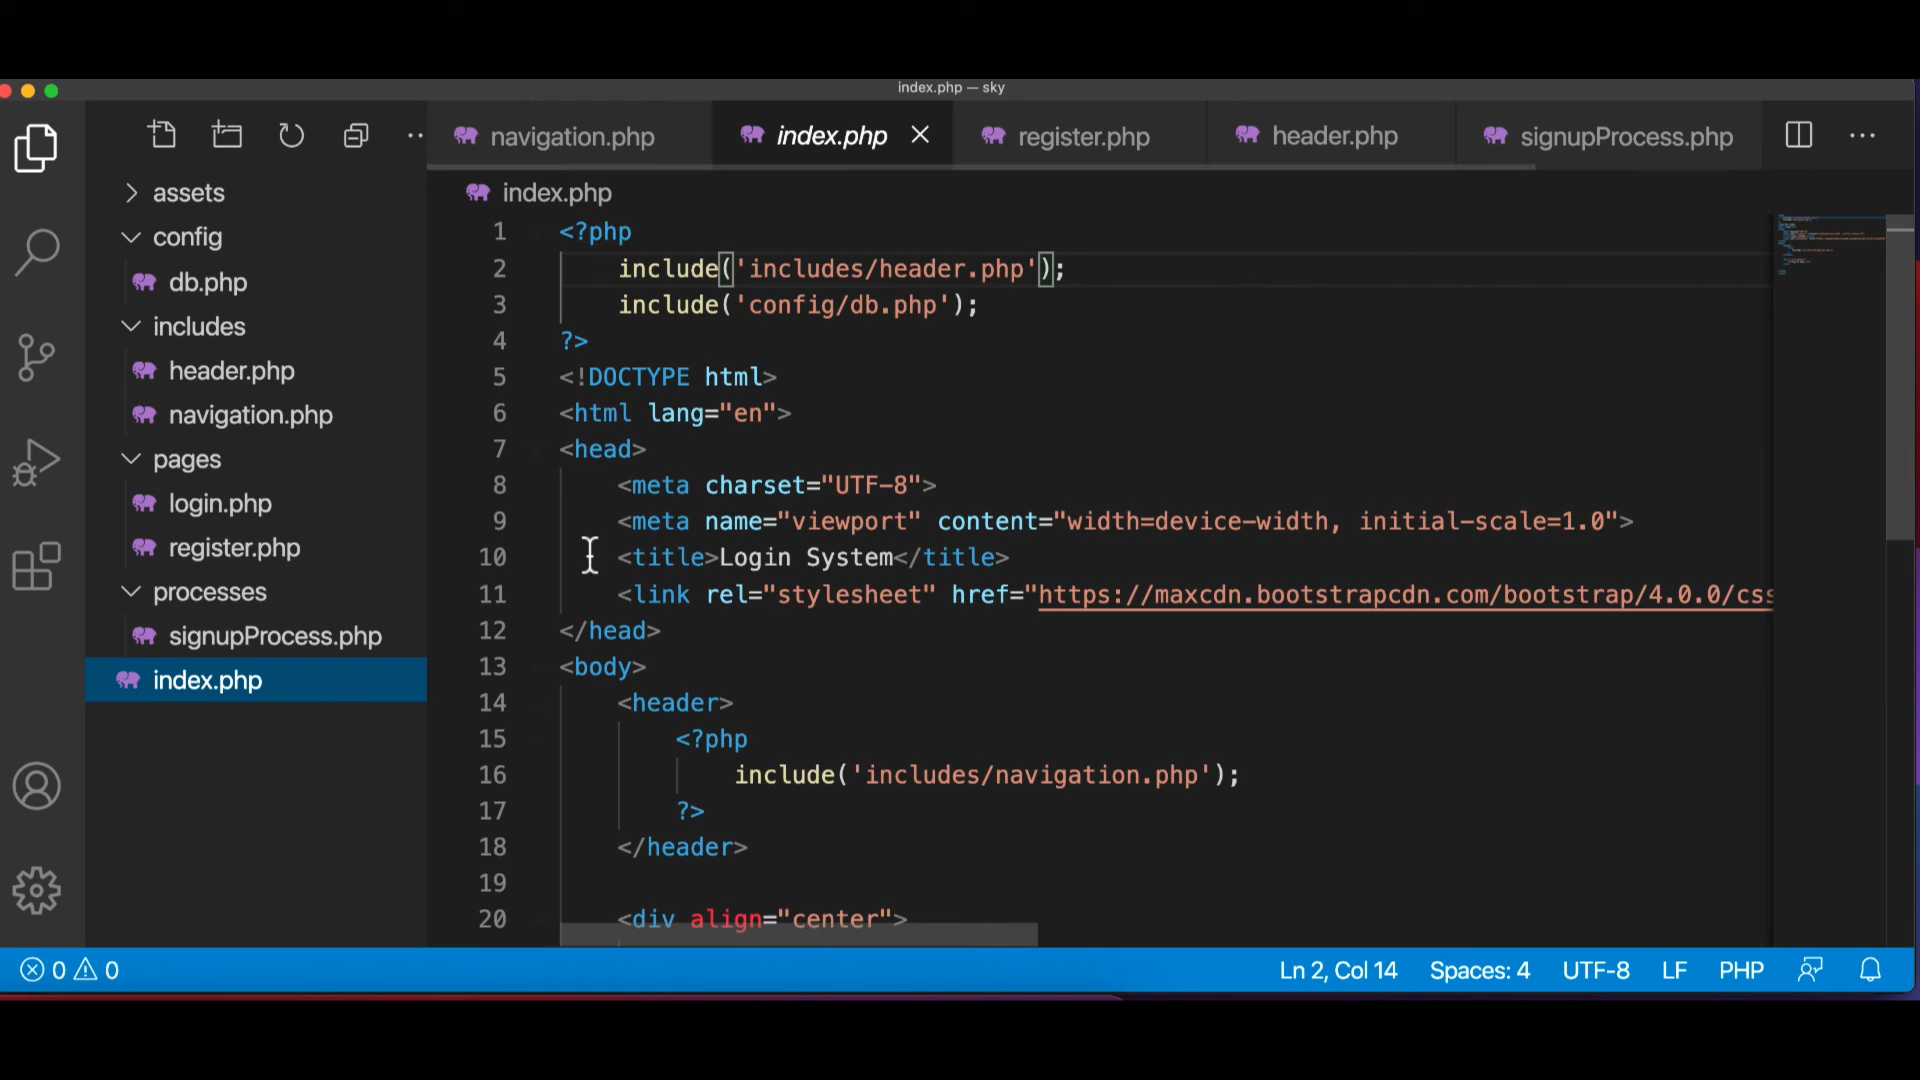 index.php — sky
navigation.php
index.php
register.php
header.php
signupProcess.php
assets
config
db.php
includes
header.php
navigation.php
pages
login.php
register.php
processes
signupProcess.php
index.php
index.php
1 <?php
2 include('includes/header.php');
3 include('config/db.php');
4 ?>
5 <!DOCTYPE html>
6 <html lang="en">
7 <head>
8 <meta charset="UTF-8">
9 <meta name="viewport" content="width=device-width, initial-scale=1.0">
10 <title>Login System</title>
11 <link rel="stylesheet" href="https://maxcdn.bootstrapcdn.com/bootstrap/4.0.0/css
12 </head>
13 <body>
14 <header>
15 <?php
16 include('includes/navigation.php');
17 ?>
18 </header>
19
20 <div align="center">
0 0
Ln 2, Col 14
Spaces: 4
UTF-8
LF
PHP